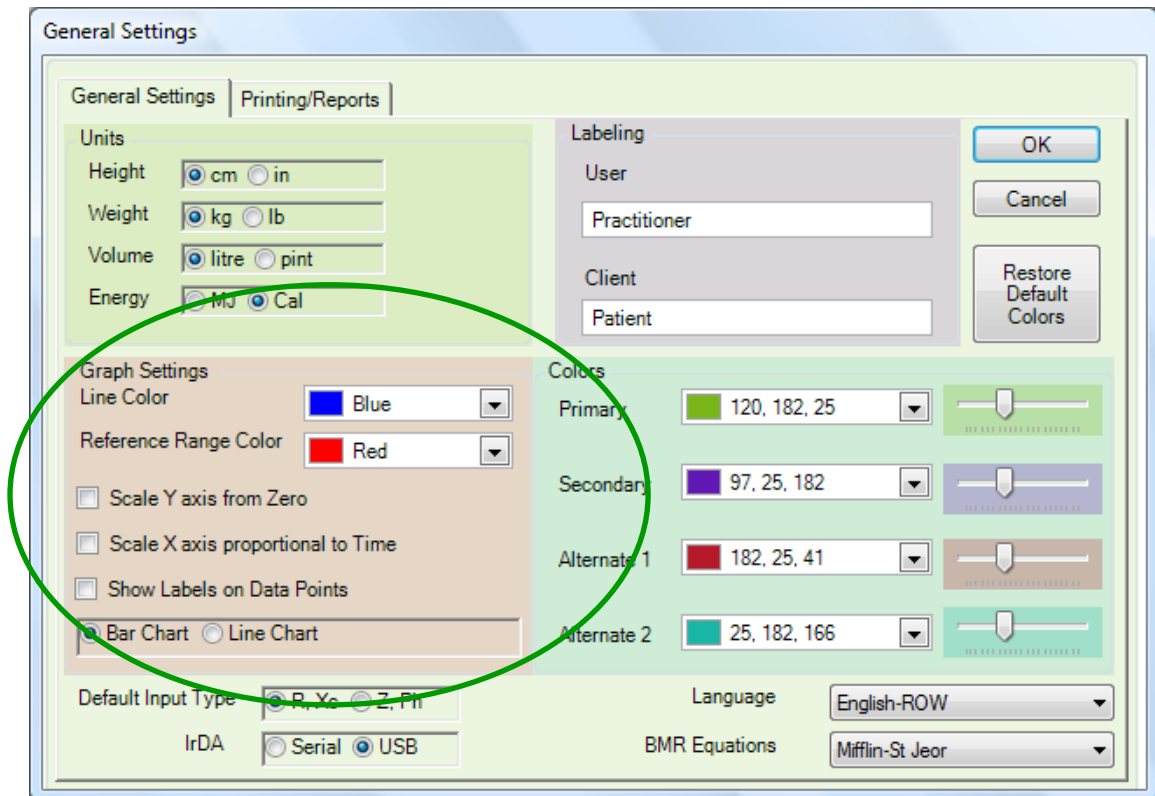 General Settings
General Settings Printing/Reports
Units
Height cm in
Weight kg lb
Volume litre pint
Energy MJ Cal
Labeling
User
Practitioner
Client
Patient
OK
Cancel
Restore
Default
Colors
Graph Settings
Line Color Blue
Reference Range Color Red
Scale Y axis from Zero
Scale X axis proportional to Time
Show Labels on Data Points
Bar Chart Line Chart
Colors
Primary 120, 182, 25
Secondary 97, 25, 182
Alternate 1 182, 25, 41
Alternate 2 25, 182, 166
Default Input Type R, Xc Z, Ph
IrDA Serial USB
Language English-ROW
BMR Equations Mifflin-St Jeor